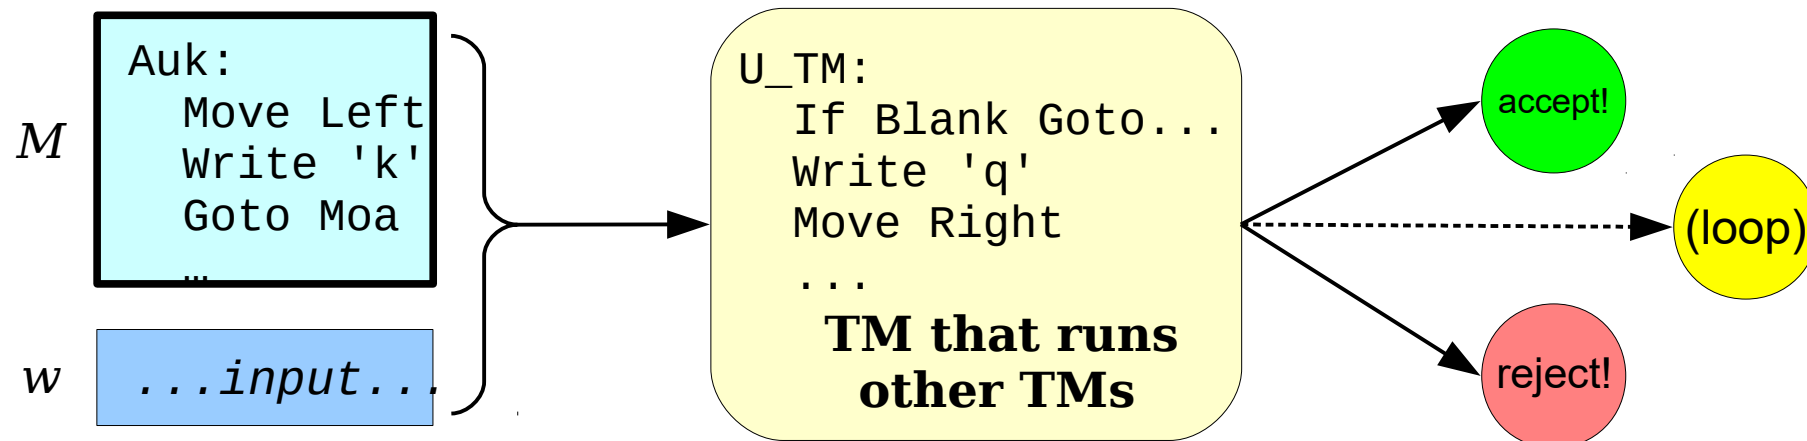 M
Auk:
Move Left
Write 'k'
Goto Moa
…
w
...input...
U_TM:
If Blank Goto...
Write 'q'
Move Right
...
TM that runs
other TMs
accept!
(loop)
reject!